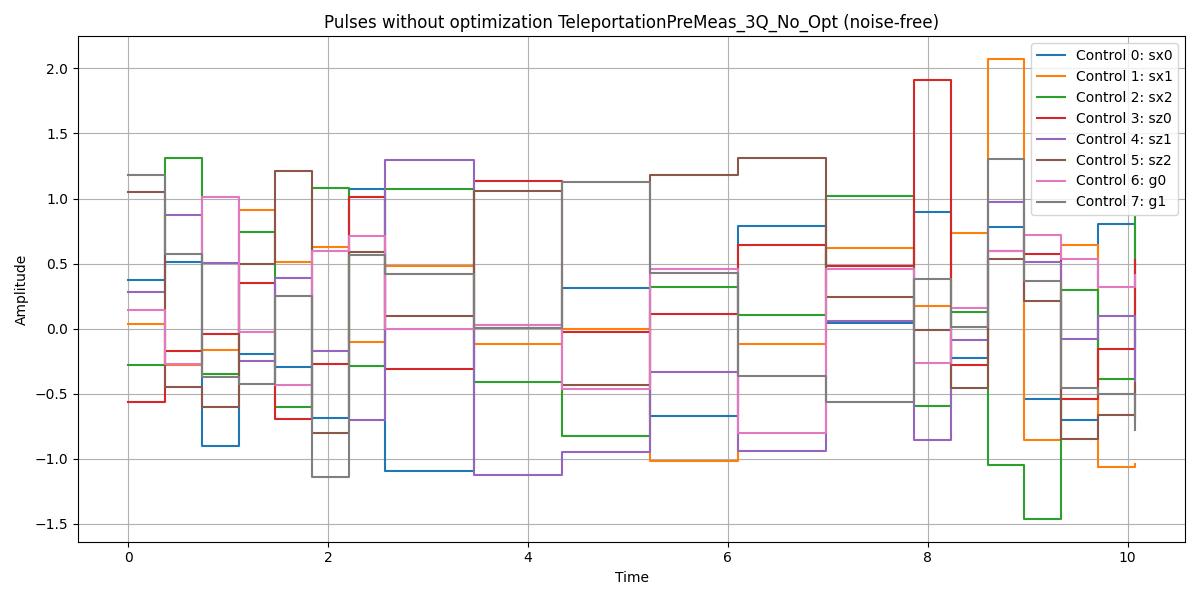 Pulses without optimization TeleportationPreMeas_3Q_No_Opt (noise-free)
Amplitude
2.0
1.5
1.0
0.5
0.0
−0.5
−1.0
−1.5
Control 0: sx0
Control 1: sx1
Control 2: sx2
Control 3: sz0
Control 4: sz1
Control 5: sz2
Control 6: g0
Control 7: g1
0 2 4 6 8 10
Time